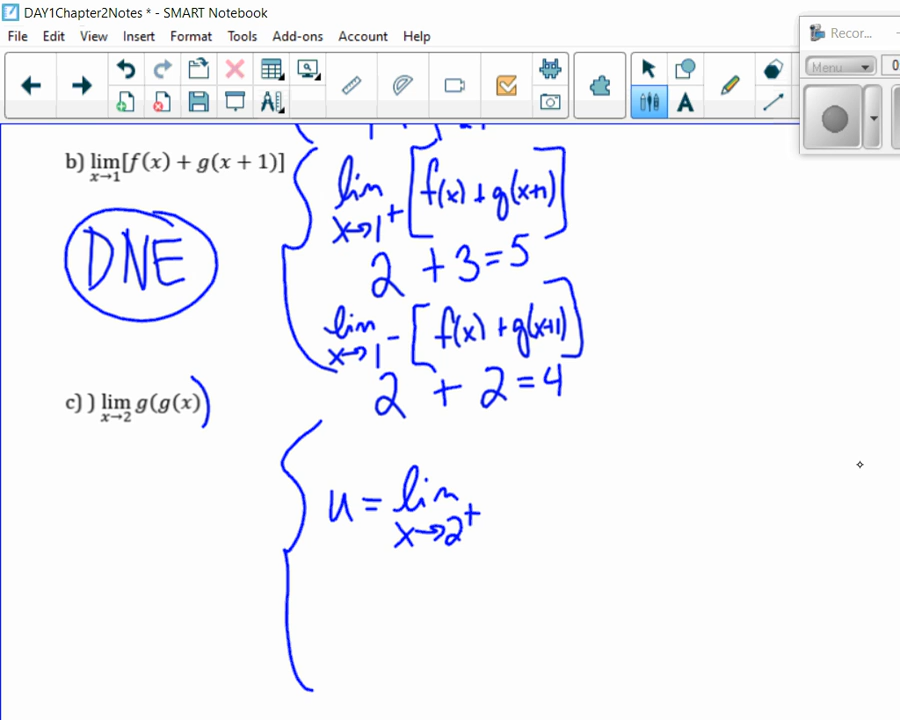 DAY1Chapter2Notes * - SMART Notebook
File Edit View Insert Format Tools Add-ons Account Help
Recor...
Menu
b) lim x→1 [f(x) + g(x + 1)]
lim x→1⁺ [f(x) + g(x+1)]
DNE
2 + 3 = 5
lim x→1⁻ [f(x) + g(x+1)]
2 + 2 = 4
c) ) lim x→2 g(g(x))
u = lim x→2⁺